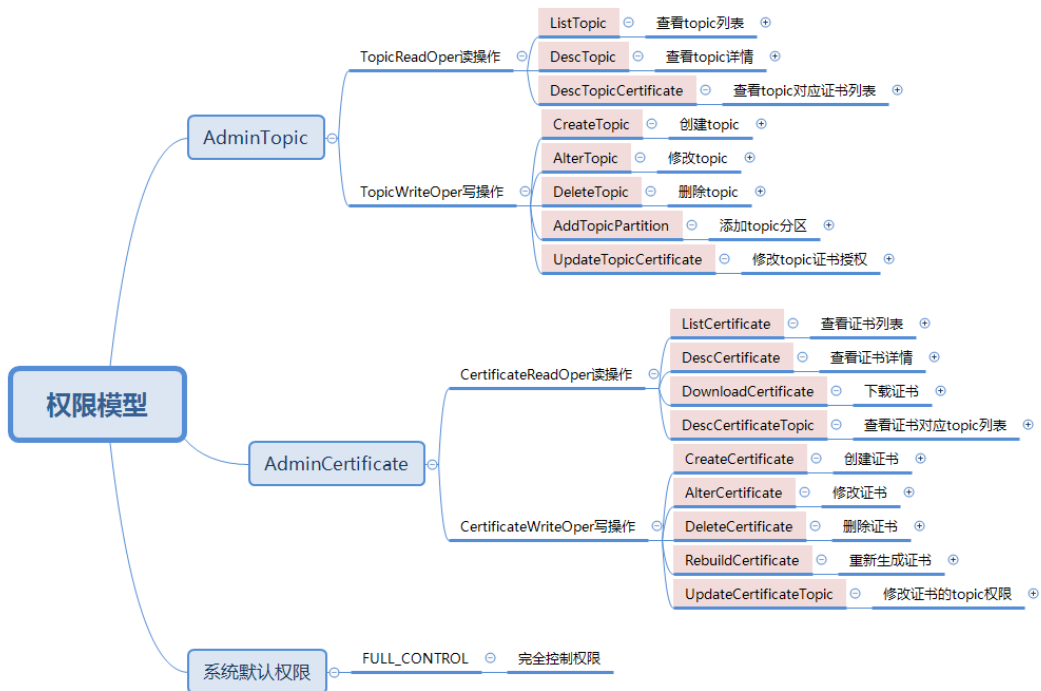 权限模型
AdminTopic
TopicReadOper读操作
ListTopic 查看topic列表
DescTopic 查看topic详情
DescTopicCertificate 查看topic对应证书列表
TopicWriteOper写操作
CreateTopic 创建topic
AlterTopic 修改topic
DeleteTopic 删除topic
AddTopicPartition 添加topic分区
UpdateTopicCertificate 修改topic证书授权
AdminCertificate
CertificateReadOper读操作
ListCertificate 查看证书列表
DescCertificate 查看证书详情
DownloadCertificate 下载证书
DescCertificateTopic 查看证书对应topic列表
CertificateWriteOper写操作
CreateCertificate 创建证书
AlterCertificate 修改证书
DeleteCertificate 删除证书
RebuildCertificate 重新生成证书
UpdateCertificateTopic 修改证书的topic权限
系统默认权限
FULL_CONTROL 完全控制权限